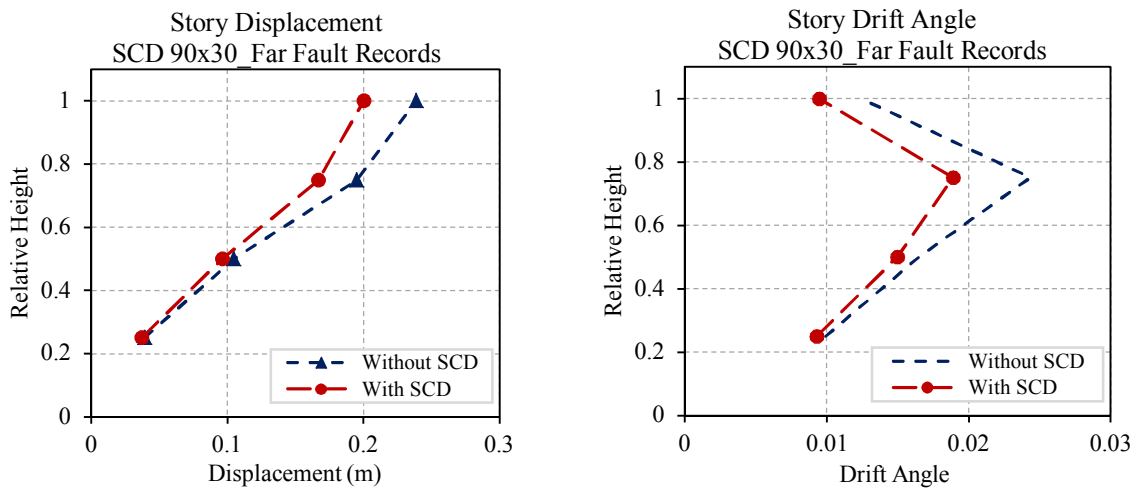 Story Displacement
SCD 90x30_Far Fault Records
1
0.8
0.6
0.4
0.2
0
Relative Height
Without SCD
With SCD
0
0.1
0.2
0.3
Displacement (m)
Story Drift Angle
SCD 90x30_Far Fault Records
1
0.8
0.6
0.4
0.2
0
Relative Height
Without SCD
With SCD
0
0.01
0.02
0.03
Drift Angle